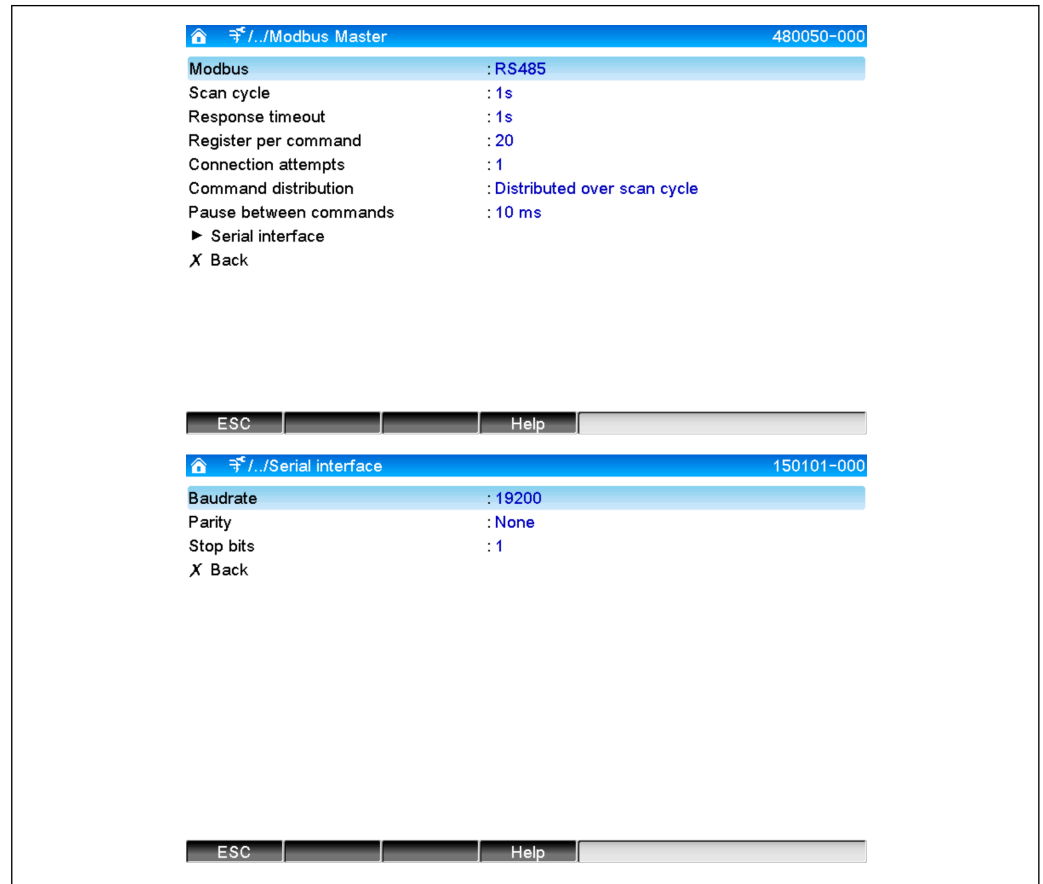 /../Modbus Master 480050-000
Modbus : RS485
Scan cycle : 1s
Response timeout : 1s
Register per command : 20
Connection attempts : 1
Command distribution : Distributed over scan cycle
Pause between commands : 10 ms
► Serial interface
X Back
ESC Help
/../Serial interface 150101-000
Baudrate : 19200
Parity : None
Stop bits : 1
X Back
ESC Help